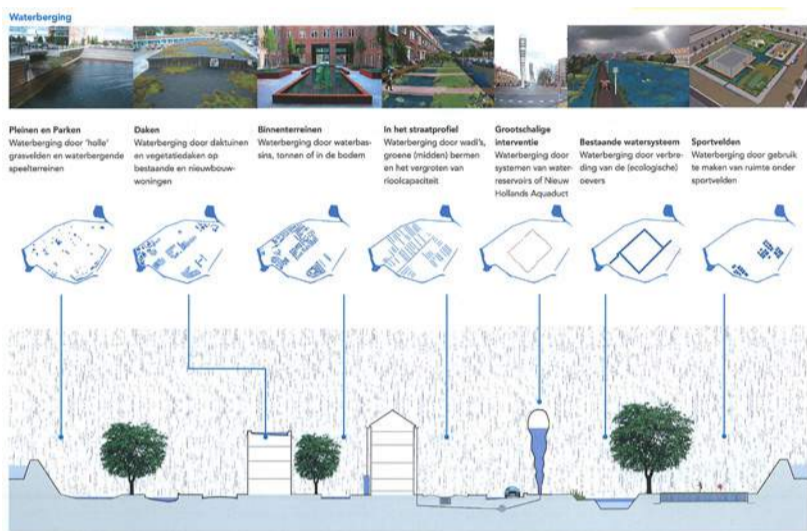 Waterberging
Pleinen en Parken
Waterberging door 'holle'
grasvelden en waterbergende
speelterreinen
Daken
Waterberging door daktuinen
en vegetatiedaken op
bestaande en nieuwbouw-
woningen
Binnenterreinen
Waterberging door waterbas-
sins, tonnen of in de bodem
In het straatprofiel
Waterberging door wadi's,
groene (midden) bermen
en het vergroten van
rioolcapaciteit
Grootschalige
interventie
Waterberging door
systemen van water-
reservoirs of Nieuw
Hollands Aquaduct
Bestaande watersysteem
Waterberging door verbre-
ding van de (ecologische)
oevers
Sportvelden
Waterberging door gebruik
te maken van ruimte onder
sportvelden